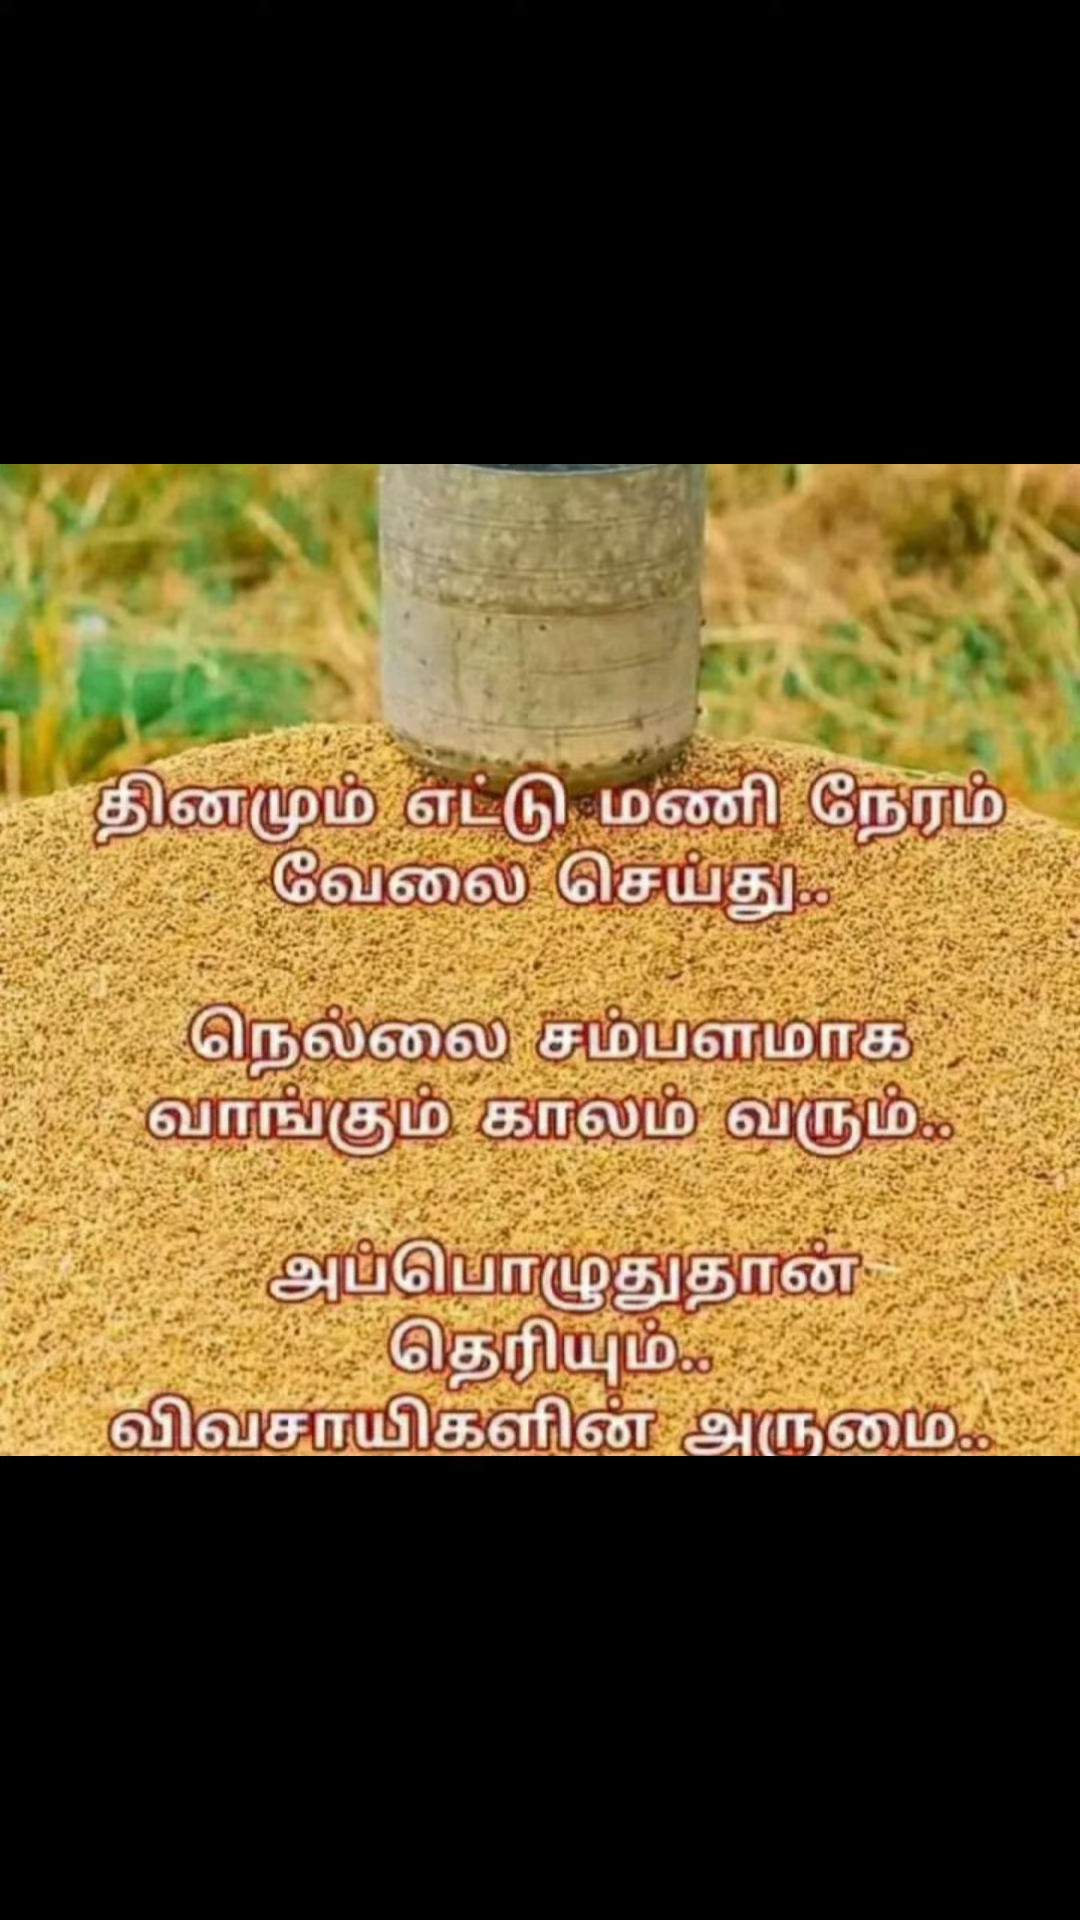 தினமும் எட்டு மணி நேரம்
வேலை செய்து..
நெல்லை சம்பளமாக
வாங்கும் காலம் வரும்..
அப்பொழுதுதான்
தெரியும்..
விவசாயிகளின் அருமை..